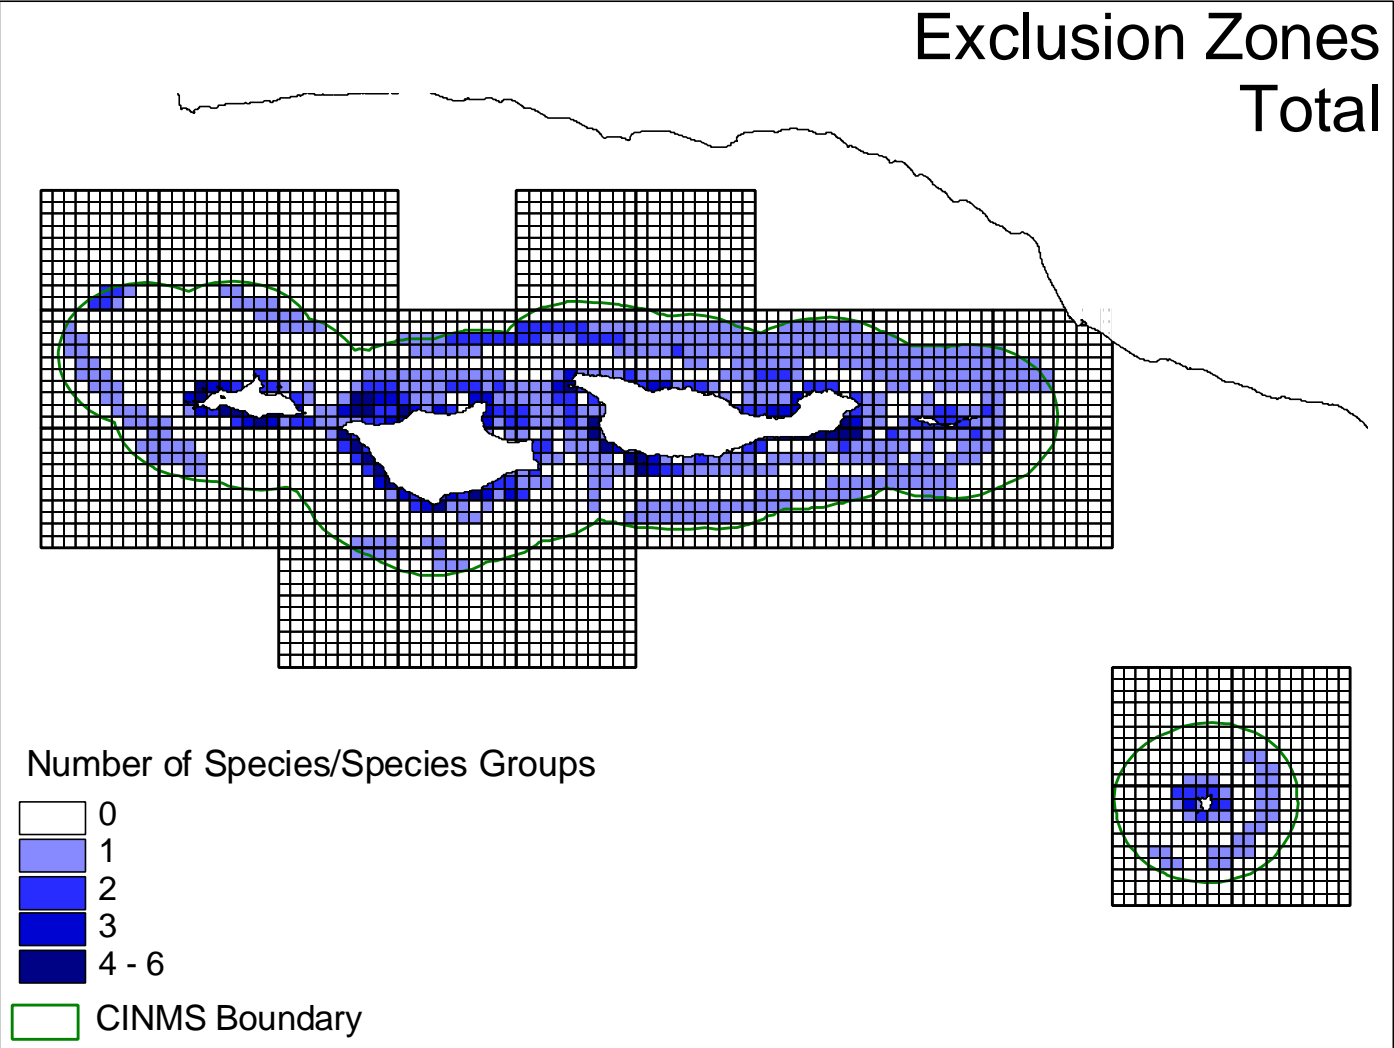 Exclusion Zones
Total
Number of Species/Species Groups
0
1
2
3
4 - 6
CINMS Boundary